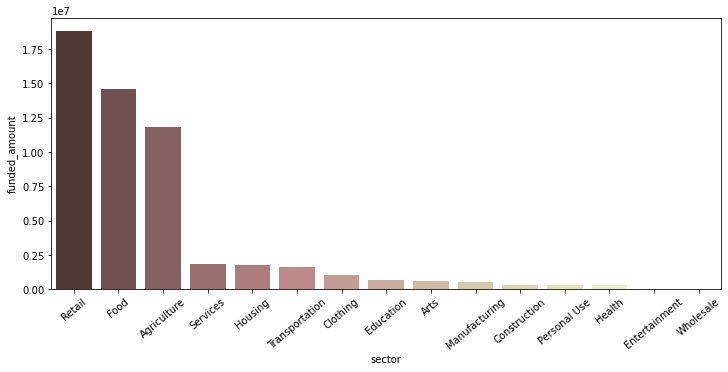 1e7
1.75
1.50
1.25
1.00
0.75
0.50
0.25
0.00
funded_amount
Retail
Food
Agriculture
Services
Housing
Transportation
Clothing
Education
Arts
Manufacturing
Construction
Personal Use
Health
Entertainment
Wholesale
sector